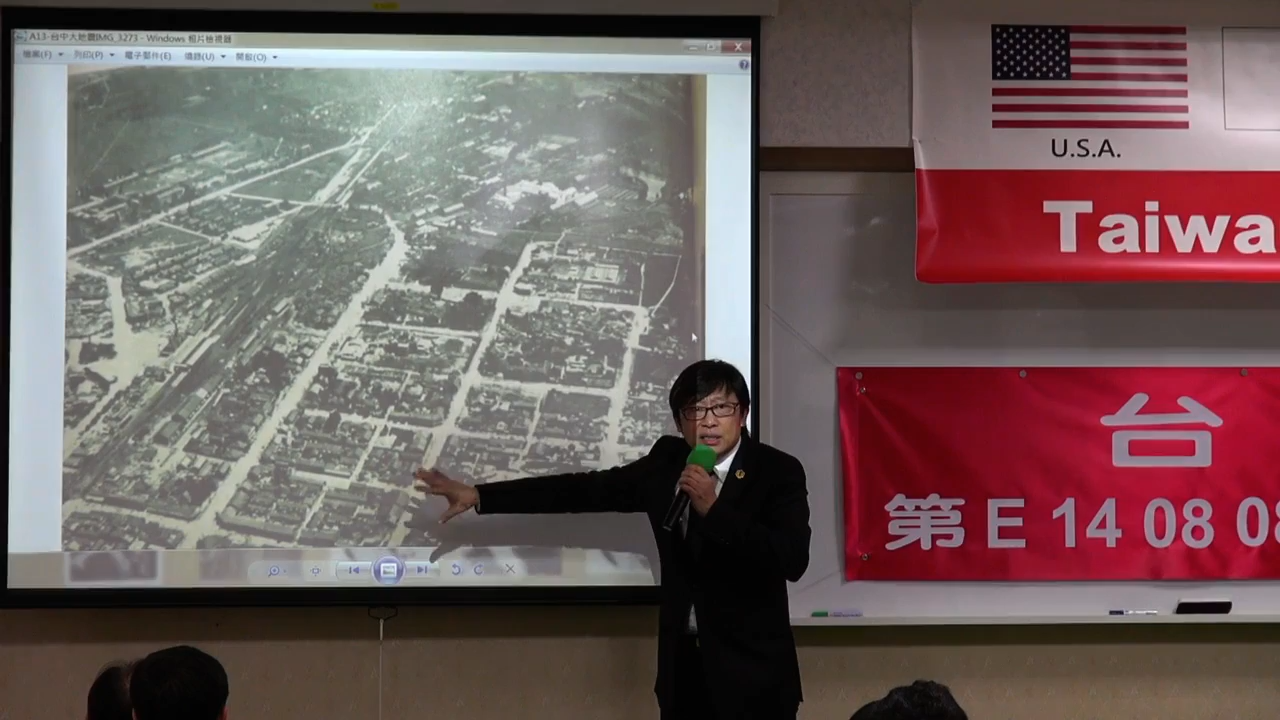 A13-台中大地震IMG_3273 - Windows 相片檢視器
檔案(F) 列印(P) 電子郵件(E) 燒錄(U) 開啟(O)
U.S.A.
Taiwa
台
第 E 14 08 08